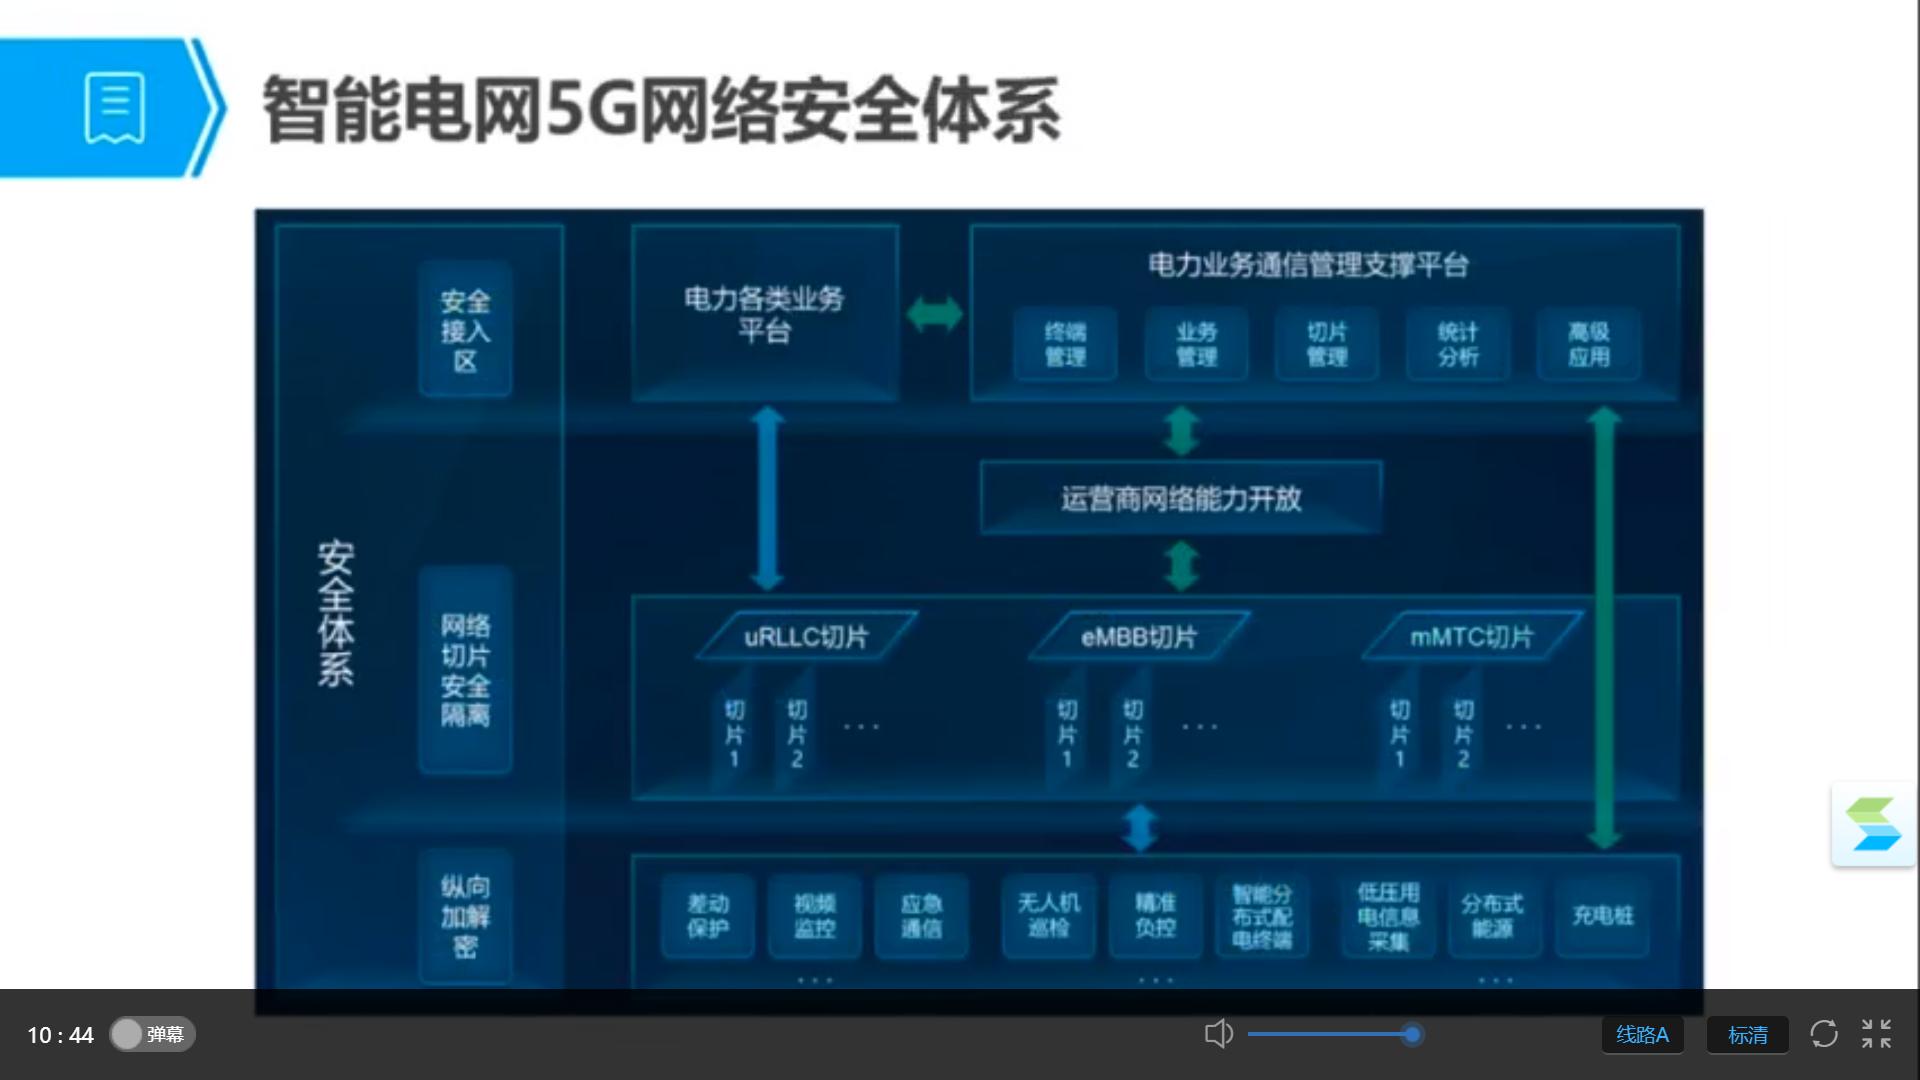 智能电网5G网络安全体系
安全体系
安全
接入
区
网络
切片
安全
隔离
纵向
加解
密
电力各类业务
平台
电力业务通信管理支撑平台
终端
管理
业务
管理
切片
管理
统计
分析
高级
应用
运营商网络能力开放
uRLLC切片
切片1
切片2
...
eMBB切片
切片1
切片2
...
mMTC切片
切片1
切片2
...
差动
保护
视频
监控
应急
通信
...
无人机
巡检
精准
负控
智能分
布式配
电终端
...
低压用
电信息
采集
分布式
能源
充电桩
...
10 : 44
弹幕
线路A
标清